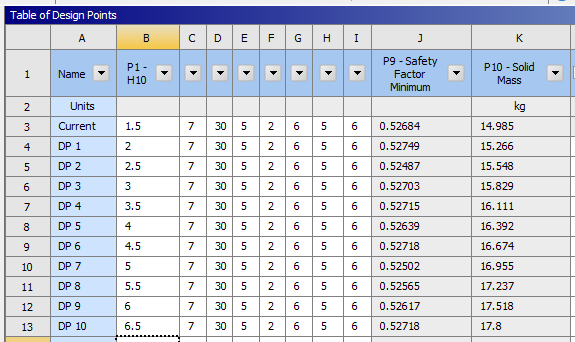 Table of Design Points
A B C D E F G H I J K
1 Name P1 - H10 P9 - Safety Factor Minimum P10 - Solid Mass
2 Units kg
3 Current 1.5 7 30 5 2 6 5 6 0.52684 14.985
4 DP 1 2 7 30 5 2 6 5 6 0.52749 15.266
5 DP 2 2.5 7 30 5 2 6 5 6 0.52487 15.548
6 DP 3 3 7 30 5 2 6 5 6 0.52703 15.829
7 DP 4 3.5 7 30 5 2 6 5 6 0.52715 16.111
8 DP 5 4 7 30 5 2 6 5 6 0.52639 16.392
9 DP 6 4.5 7 30 5 2 6 5 6 0.52718 16.674
10 DP 7 5 7 30 5 2 6 5 6 0.52502 16.955
11 DP 8 5.5 7 30 5 2 6 5 6 0.52565 17.237
12 DP 9 6 7 30 5 2 6 5 6 0.52617 17.518
13 DP 10 6.5 7 30 5 2 6 5 6 0.52718 17.8